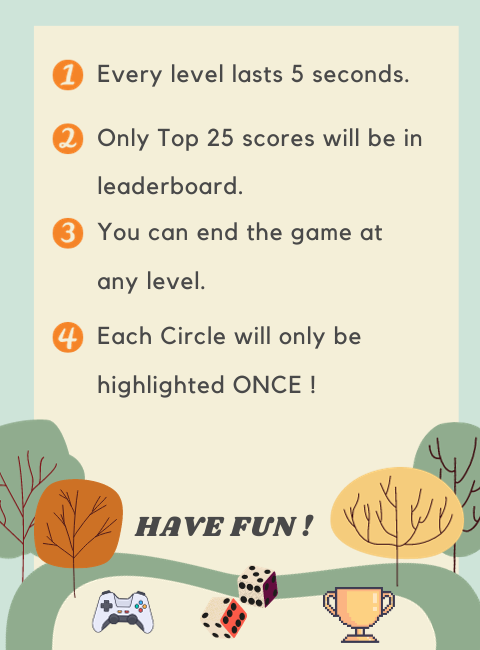 1 Every level lasts 5 seconds.
2 Only Top 25 scores will be in
leaderboard.
3 You can end the game at
any level.
4 Each Circle will only be
highlighted ONCE !
HAVE FUN !